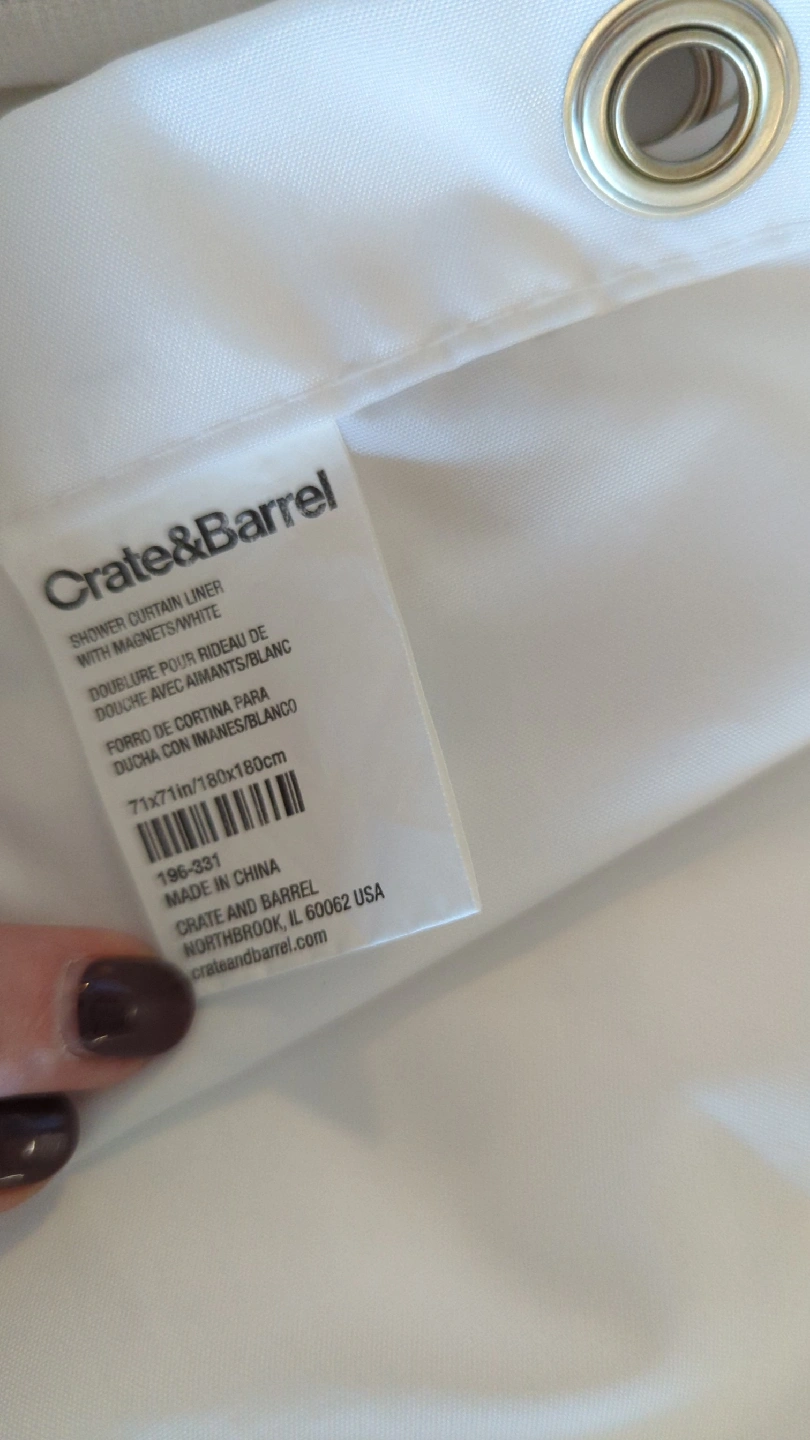 Crate&Barrel
SHOWER CURTAIN LINER
WITH MAGNETS/WHITE
DOUBLURE POUR RIDEAU DE
DOUCHE AVEC AIMANTS/BLANC
FORRO DE CORTINA PARA
DUCHA CON IMANES/BLANCO
71x71in/180x180cm
196-331
MADE IN CHINA
CRATE AND BARREL
NORTHBROOK, IL 60062 USA
crateandbarrel.com